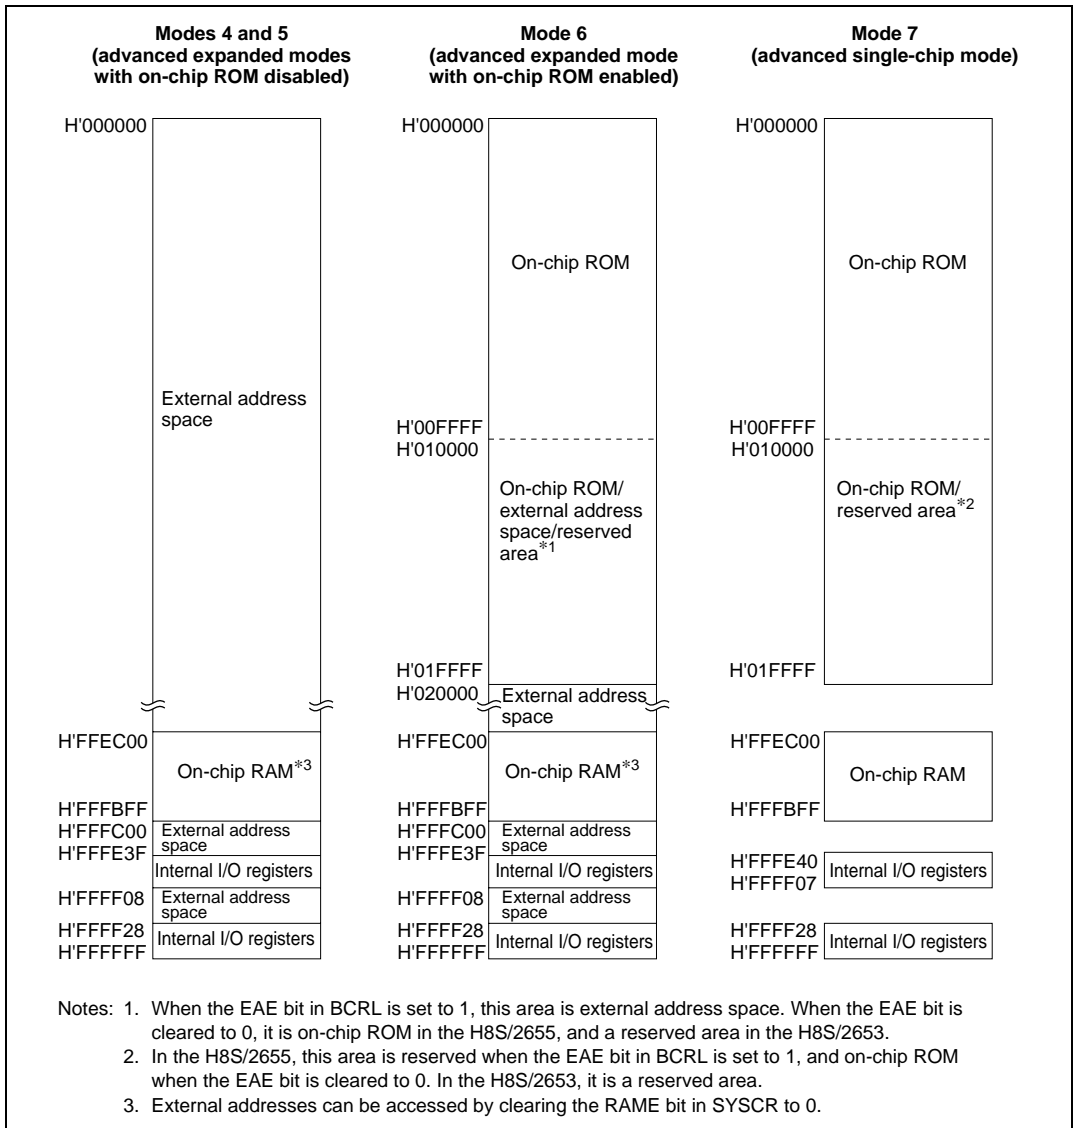 Modes 4 and 5
(advanced expanded modes
with on-chip ROM disabled)
H'000000
External address
space
H'FFEC00
On-chip RAM*3
H'FFFBFF
H'FFFC00
External address
space
H'FFFE3F
Internal I/O registers
H'FFFF08
External address
space
H'FFFF28
Internal I/O registers
H'FFFFFF
Mode 6
(advanced expanded mode
with on-chip ROM enabled)
H'000000
On-chip ROM
H'00FFFF
H'010000
On-chip ROM/
external address
space/reserved
area*1
H'01FFFF
H'020000
External address
space
H'FFEC00
On-chip RAM*3
H'FFFBFF
H'FFFC00
External address
space
H'FFFE3F
Internal I/O registers
H'FFFF08
External address
space
H'FFFF28
Internal I/O registers
H'FFFFFF
Mode 7
(advanced single-chip mode)
H'000000
On-chip ROM
H'00FFFF
H'010000
On-chip ROM/
reserved area*2
H'01FFFF
H'FFEC00
On-chip RAM
H'FFFBFF
H'FFFE40
Internal I/O registers
H'FFFF07
H'FFFF28
Internal I/O registers
H'FFFFFF
Notes: 1. When the EAE bit in BCRL is set to 1, this area is external address space. When the EAE bit is
cleared to 0, it is on-chip ROM in the H8S/2655, and a reserved area in the H8S/2653.
2. In the H8S/2655, this area is reserved when the EAE bit in BCRL is set to 1, and on-chip ROM
when the EAE bit is cleared to 0. In the H8S/2653, it is a reserved area.
3. External addresses can be accessed by clearing the RAME bit in SYSCR to 0.